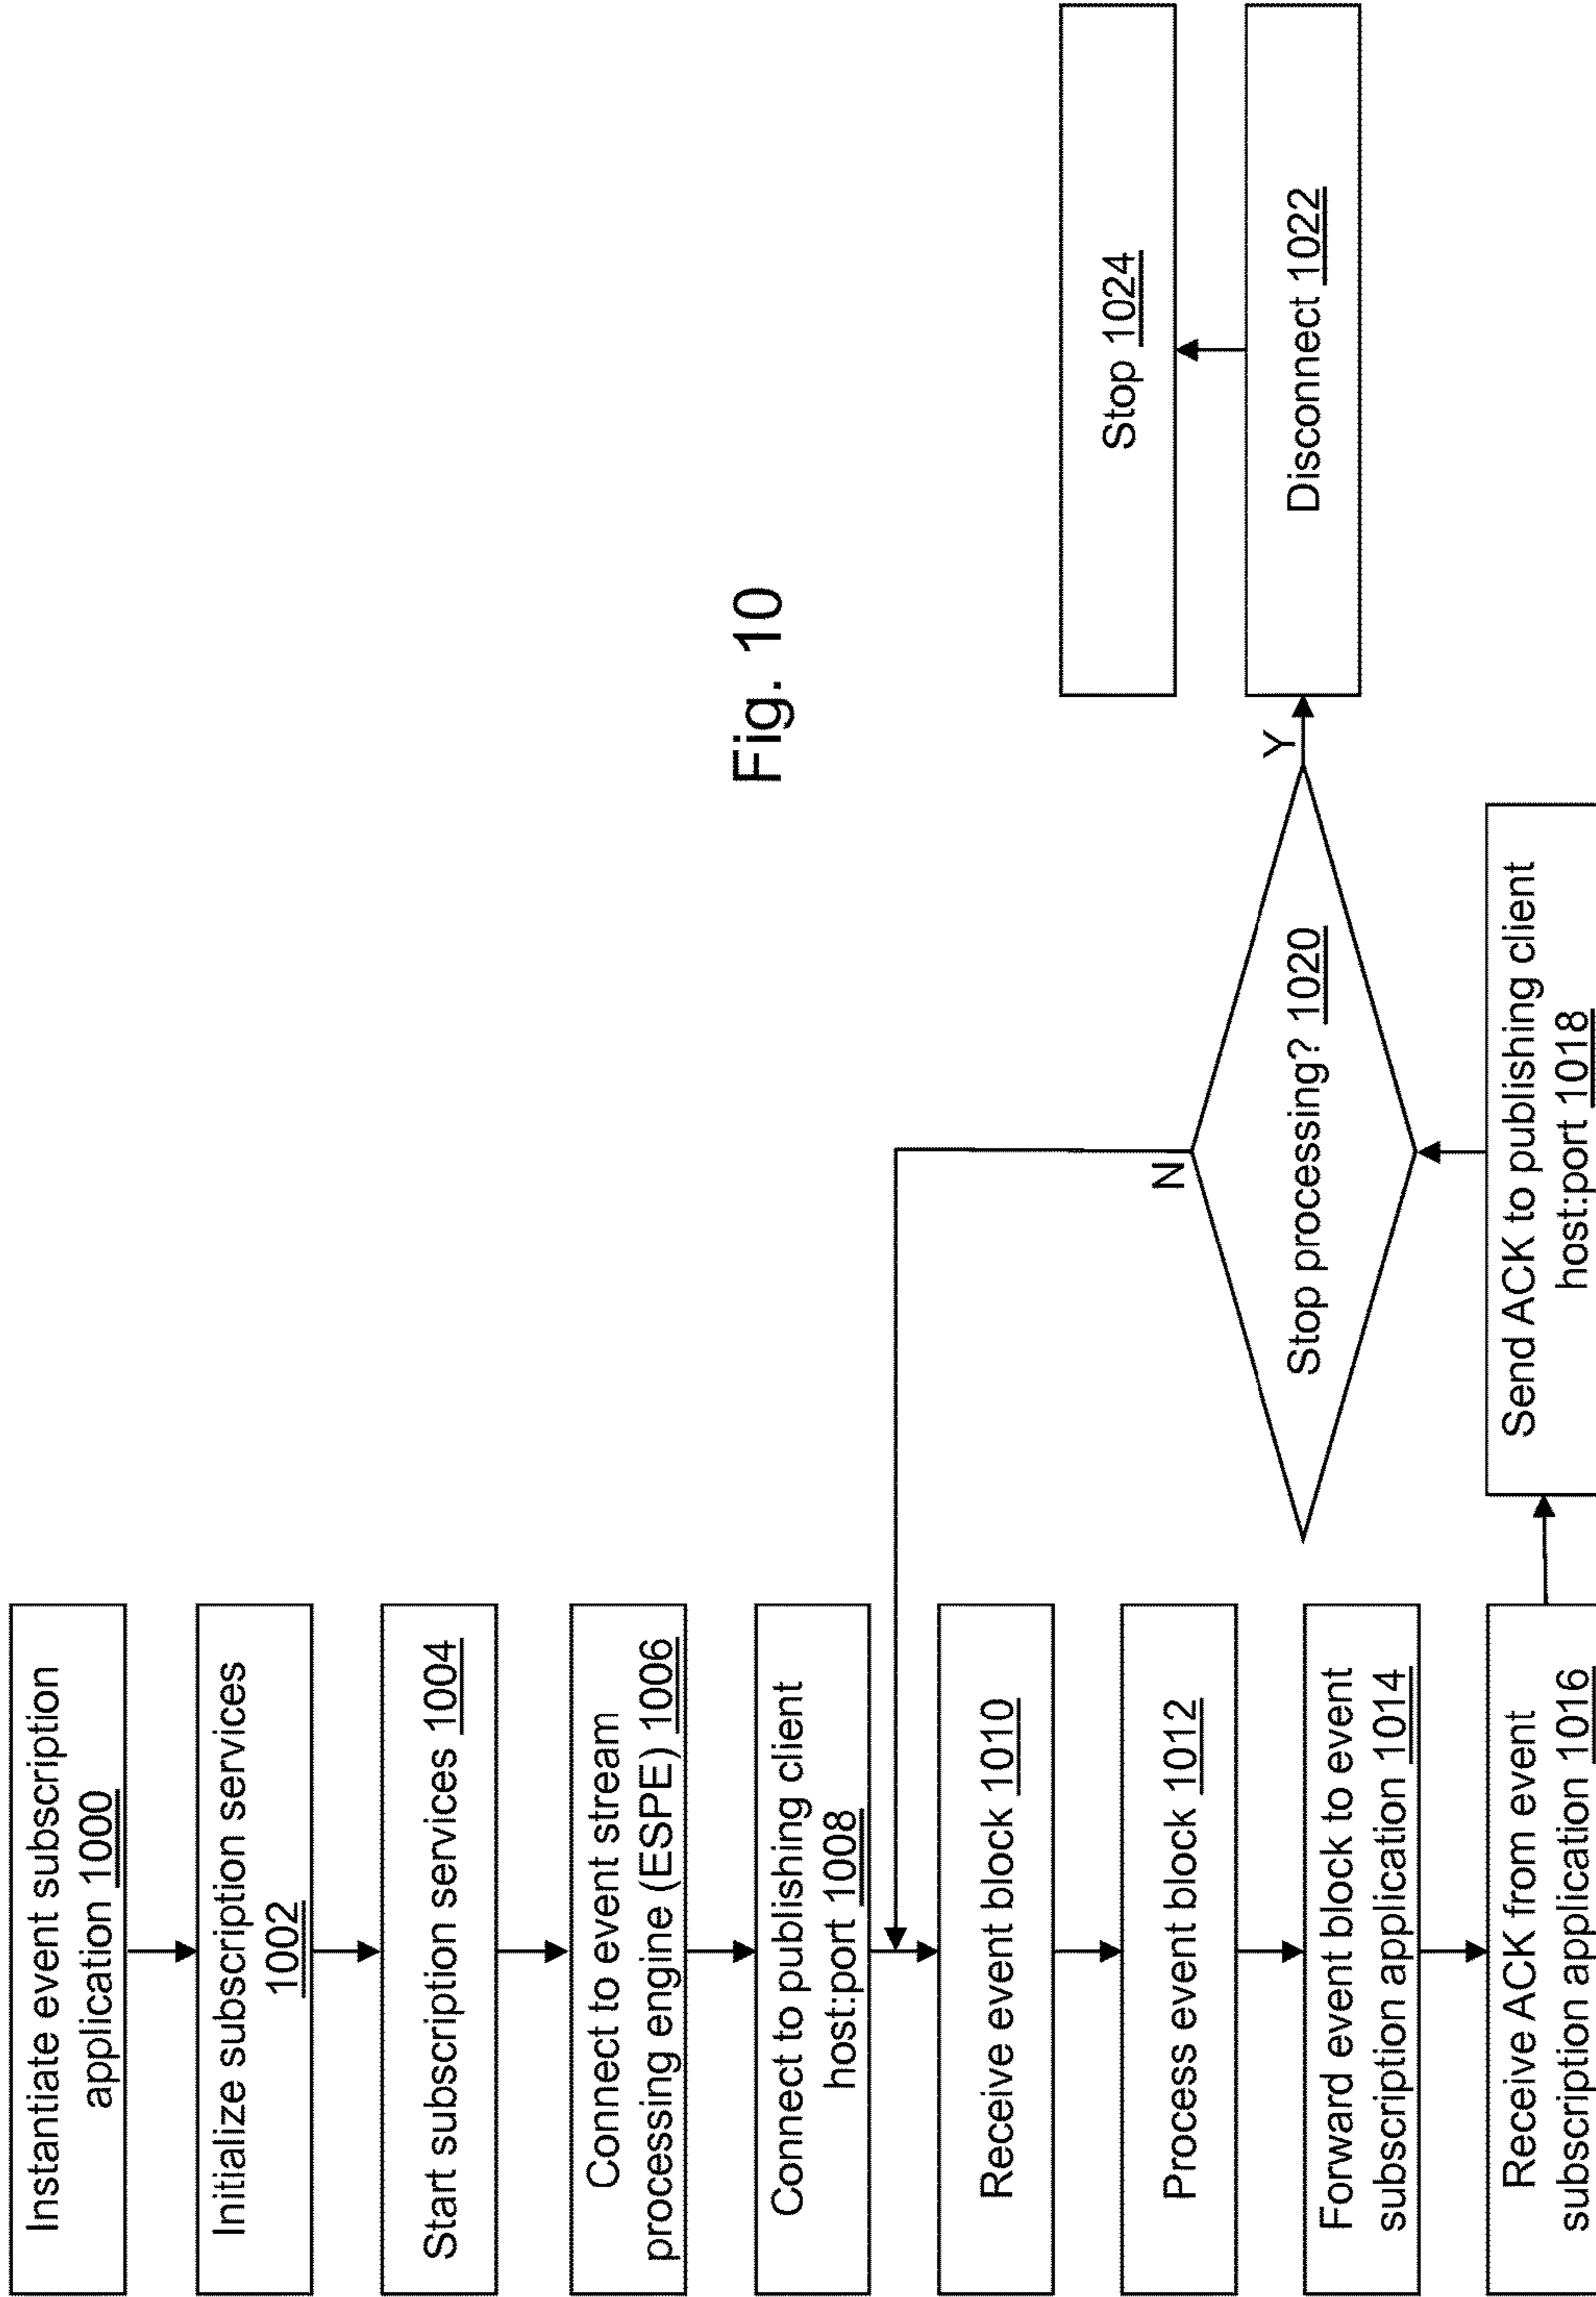 Instantiate event subscription
application 1000
Initialize subscription services
1002
Start subscription services 1004
Connect to event stream
processing engine (ESPE) 1006
Connect to publishing client
host:port 1008
Receive event block 1010
Process event block 1012
Forward event block to event
subscription application 1014
Receive ACK from event
subscription application 1016
Send ACK to publishing client
host:port 1018
Stop processing? 1020
N
Y
Disconnect 1022
Stop 1024
Fig. 10